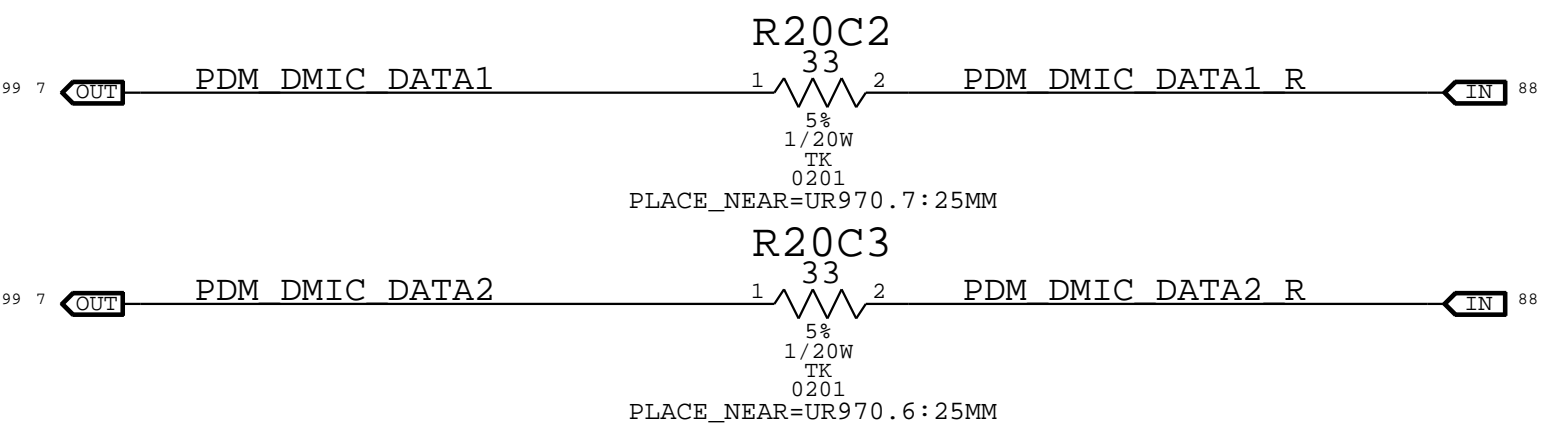 R20C2
33
99 7 OUT PDM_DMIC_DATA1 1 2 PDM_DMIC_DATA1_R IN 88
5%
1/20W
TK
0201
PLACE_NEAR=UR970.7:25MM
R20C3
33
99 7 OUT PDM_DMIC_DATA2 1 2 PDM_DMIC_DATA2_R IN 88
5%
1/20W
TK
0201
PLACE_NEAR=UR970.6:25MM